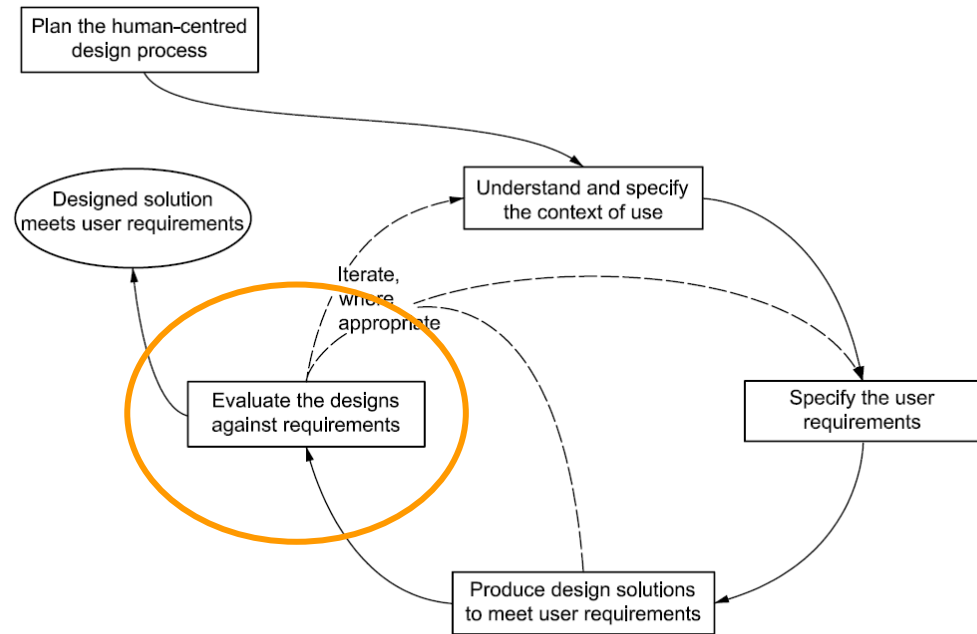 Plan the human-centred
design process
Understand and specify
the context of use
Designed solution
meets user requirements
Iterate,
where
appropriate
Evaluate the designs
against requirements
Specify the user
requirements
Produce design solutions
to meet user requirements